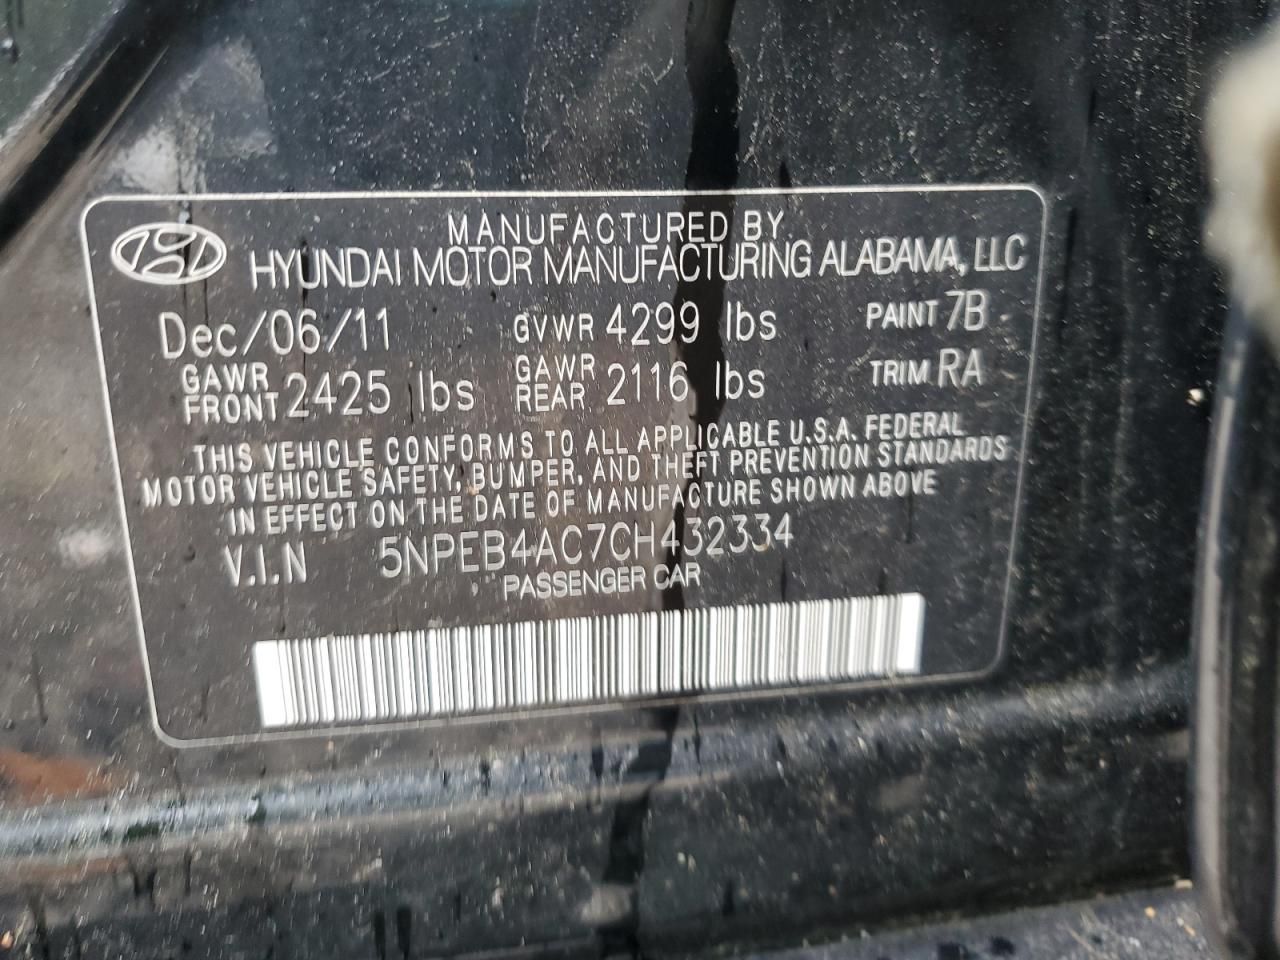 MANUFACTURED BY
HYUNDAI MOTOR MANUFACTURING ALABAMA, LLC
Dec/06/11 GVWR 4299 lbs PAINT 7B
GAWR FRONT 2425 lbs GAWR REAR 2116 lbs TRIM RA
THIS VEHICLE CONFORMS TO ALL APPLICABLE U.S.A. FEDERAL
MOTOR VEHICLE SAFETY, BUMPER, AND THEFT PREVENTION STANDARDS
IN EFFECT ON THE DATE OF MANUFACTURE SHOWN ABOVE
V.I.N 5NPEB4AC7CH432334
PASSENGER CAR